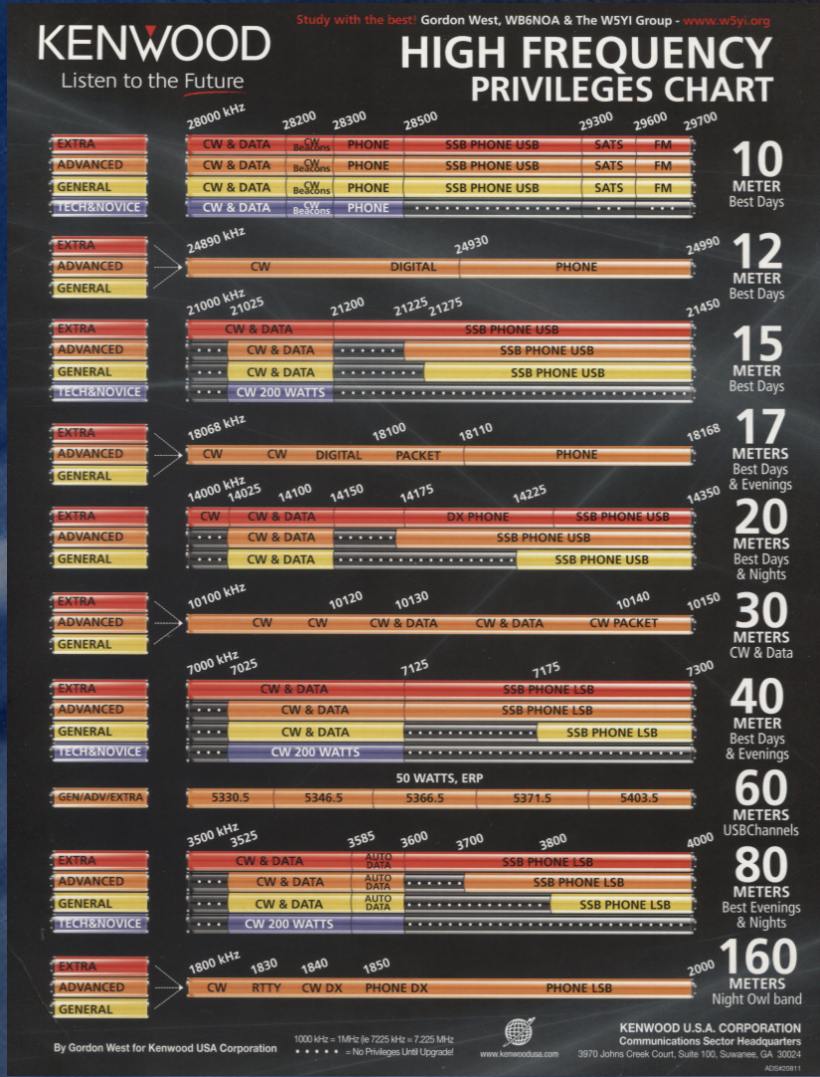 Study with the best! Gordon West, WB6NOA & The W5YI Group - www.w5yi.org
KENWOOD
Listen to the Future
HIGH FREQUENCY
PRIVILEGES CHART
28000 kHz 28200 28300 28500 29300 29600 29700
EXTRA CW & DATA CW Beacons PHONE SSB PHONE USB SATS FM
ADVANCED CW & DATA CW Beacons PHONE SSB PHONE USB SATS FM
GENERAL CW & DATA CW Beacons PHONE SSB PHONE USB SATS FM
TECH&NOVICE CW & DATA CW Beacons PHONE
10
METER
Best Days
24890 kHz 24930 24990
EXTRA
ADVANCED CW DIGITAL PHONE
GENERAL
12
METER
Best Days
21000 kHz 21025 21200 21225 21275 21450
EXTRA CW & DATA SSB PHONE USB
ADVANCED CW & DATA SSB PHONE USB
GENERAL CW & DATA SSB PHONE USB
TECH&NOVICE CW 200 WATTS
15
METER
Best Days
18068 kHz 18100 18110 18168
EXTRA
ADVANCED CW CW DIGITAL PACKET PHONE
GENERAL
17
METERS
Best Days
& Evenings
14000 kHz 14025 14100 14150 14175 14225 14350
EXTRA CW CW & DATA DX PHONE SSB PHONE USB
ADVANCED CW & DATA SSB PHONE USB
GENERAL CW & DATA SSB PHONE USB
20
METERS
Best Days
& Nights
10100 kHz 10120 10130 10140 10150
EXTRA
ADVANCED CW CW CW & DATA CW & DATA CW PACKET
GENERAL
30
METERS
CW & Data
7000 kHz 7025 7125 7175 7300
EXTRA CW & DATA SSB PHONE LSB
ADVANCED CW & DATA SSB PHONE LSB
GENERAL CW & DATA SSB PHONE LSB
TECH&NOVICE CW 200 WATTS
40
METER
Best Days
& Evenings
50 WATTS, ERP
GEN/ADV/EXTRA 5330.5 5346.5 5366.5 5371.5 5403.5
60
METERS
USBChannels
3500 kHz 3525 3585 3600 3700 3800 4000
EXTRA CW & DATA AUTO DATA SSB PHONE LSB
ADVANCED CW & DATA AUTO DATA SSB PHONE LSB
GENERAL CW & DATA AUTO DATA SSB PHONE LSB
TECH&NOVICE CW 200 WATTS
80
METERS
Best Evenings
& Nights
1800 kHz 1830 1840 1850 2000
EXTRA
ADVANCED CW RTTY CW DX PHONE DX PHONE LSB
GENERAL
160
METERS
Night Owl band
By Gordon West for Kenwood USA Corporation
1000 kHz = 1MHz (ie 7225 kHz = 7.225 MHz
• • • • • = No Privileges Until Upgrade!
www.kenwoodusa.com
KENWOOD U.S.A. CORPORATION
Communications Sector Headquarters
3970 Johns Creek Court, Suite 100, Suwanee, GA 30024
ADS#20811